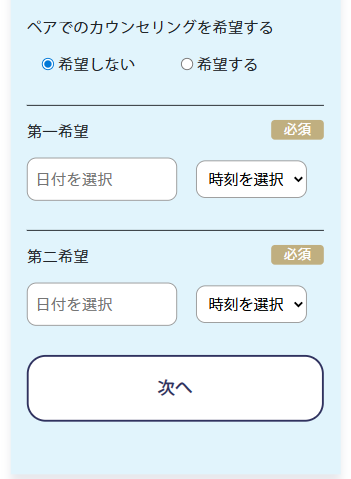 ペアでのカウンセリングを希望する
希望しない 希望する
第一希望 必須
日付を選択 時刻を選択
第二希望 必須
日付を選択 時刻を選択
次へ